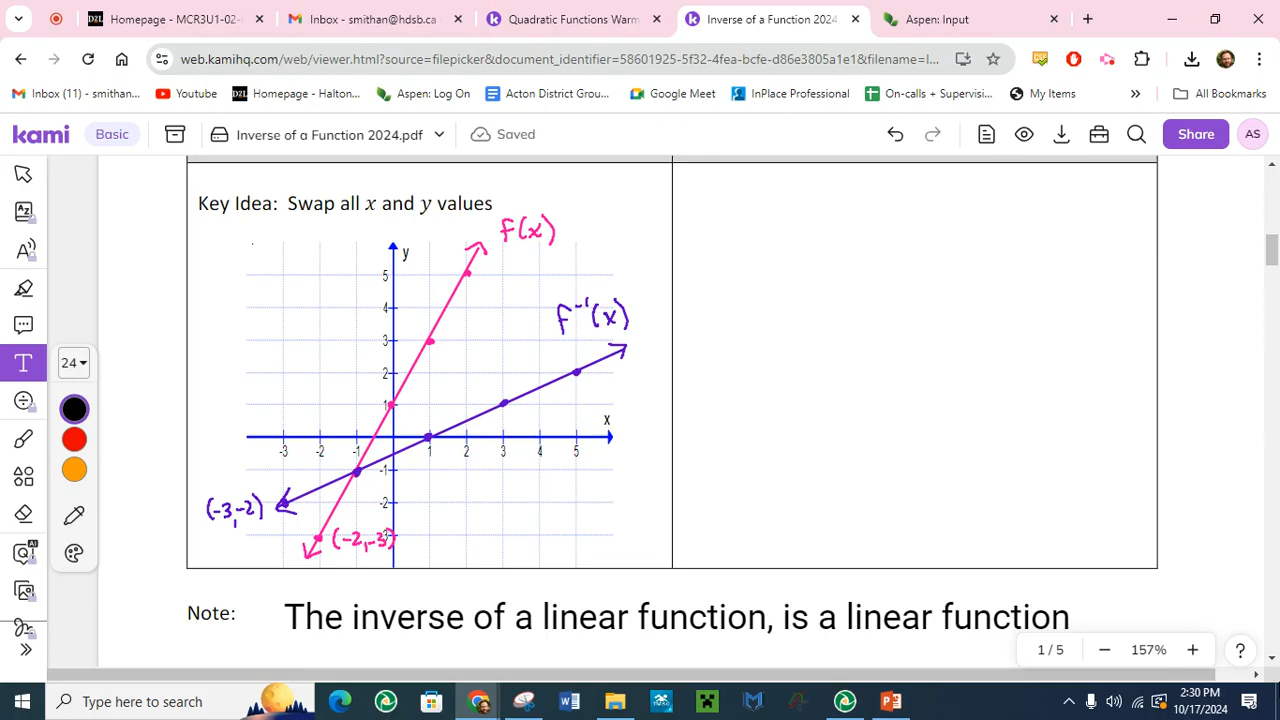 Homepage - MCR3U1-02-
Inbox - smithan@hdsb.ca -
Quadratic Functions Warm
Inverse of a Function 2024.
Aspen: Input
web.kamihq.com/web/viewer.html?source=filepicker&document_identifier=58601925-5f32-4fea-bcfe-d86e3805a1e1&filename=I...
Inbox (11) - smithan...
Youtube
Homepage - Halton...
Aspen: Log On
Acton District Grou...
Google Meet
InPlace Professional
On-calls + Supervisi...
My Items
All Bookmarks
kami
Basic
Inverse of a Function 2024.pdf
Saved
Share
AS
Key Idea: Swap all x and y values
f(x)
y
5
4
3
2
1
f⁻¹(x)
x
-3 -2 -1 1 2 3 4 5
-1
-2
(-3,-2)
(-2,-3)
24
Note: The inverse of a linear function, is a linear function
1 / 5
157%
Type here to search
2:30 PM
10/17/2024